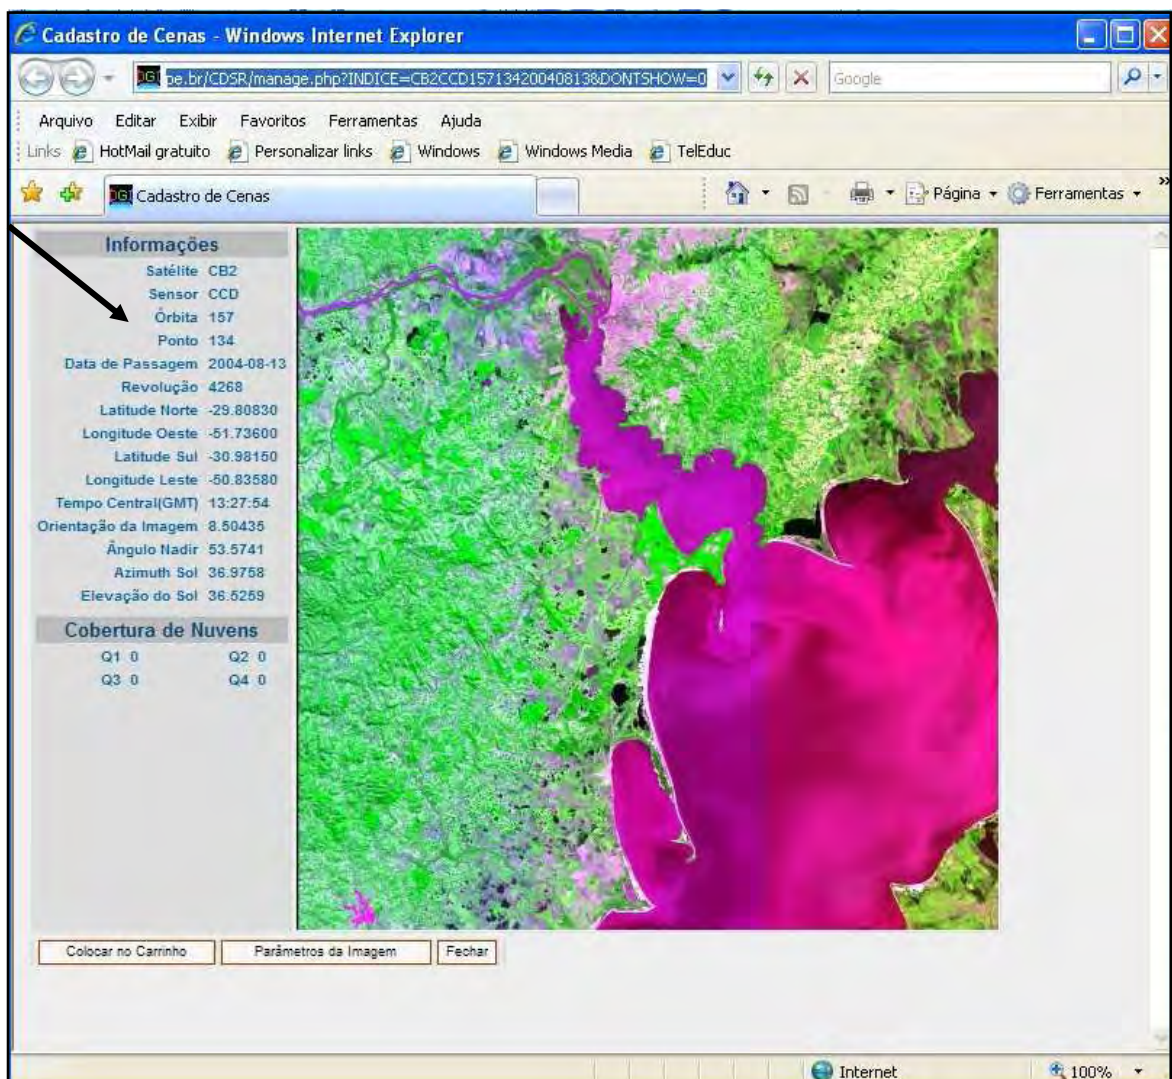 Cadastro de Cenas - Windows Internet Explorer
pe.br/CDSR/manage.php?INDICE=CB2CCD15713420040813&DONTSHOW=0
Google
Arquivo Editar Exibir Favoritos Ferramentas Ajuda
Links HotMail gratuito Personalizar links Windows Windows Media TelEduc
Cadastro de Cenas
Página
Ferramentas
Informações
Satélite CB2
Sensor CCD
Órbita 157
Ponto 134
Data de Passagem 2004-08-13
Revolução 4268
Latitude Norte -29.80830
Longitude Oeste -51.73600
Latitude Sul -30.98150
Longitude Leste -50.83580
Tempo Central(GMT) 13:27:54
Orientação da Imagem 8.50435
Ângulo Nadir 53.5741
Azimuth Sol 36.9758
Elevação do Sol 36.5259
Cobertura de Nuvens
Q1 0 Q2 0
Q3 0 Q4 0
Colocar no Carrinho Parâmetros da Imagem Fechar
Internet 100%